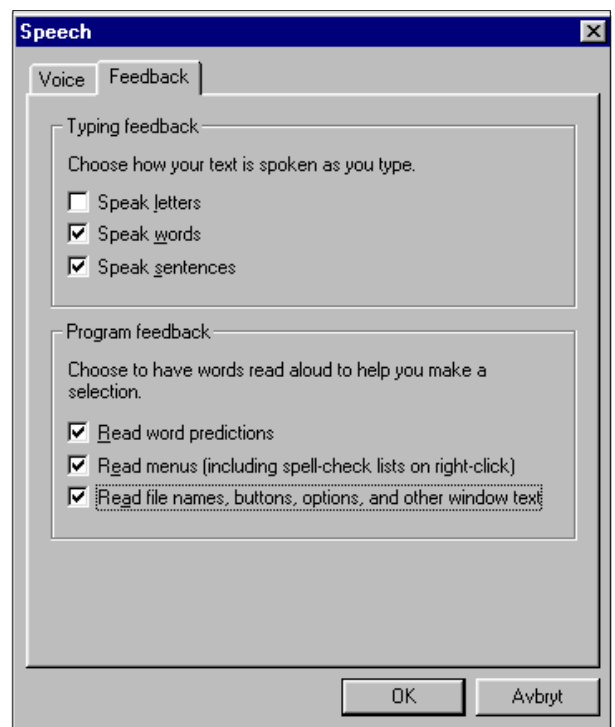 Speech
Voice
Feedback
Typing feedback
Choose how your text is spoken as you type.
Speak letters
Speak words
Speak sentences
Program feedback
Choose to have words read aloud to help you make a
selection.
Read word predictions
Read menus (including spell-check lists on right-click)
Read file names, buttons, options, and other window text
OK
Avbryt